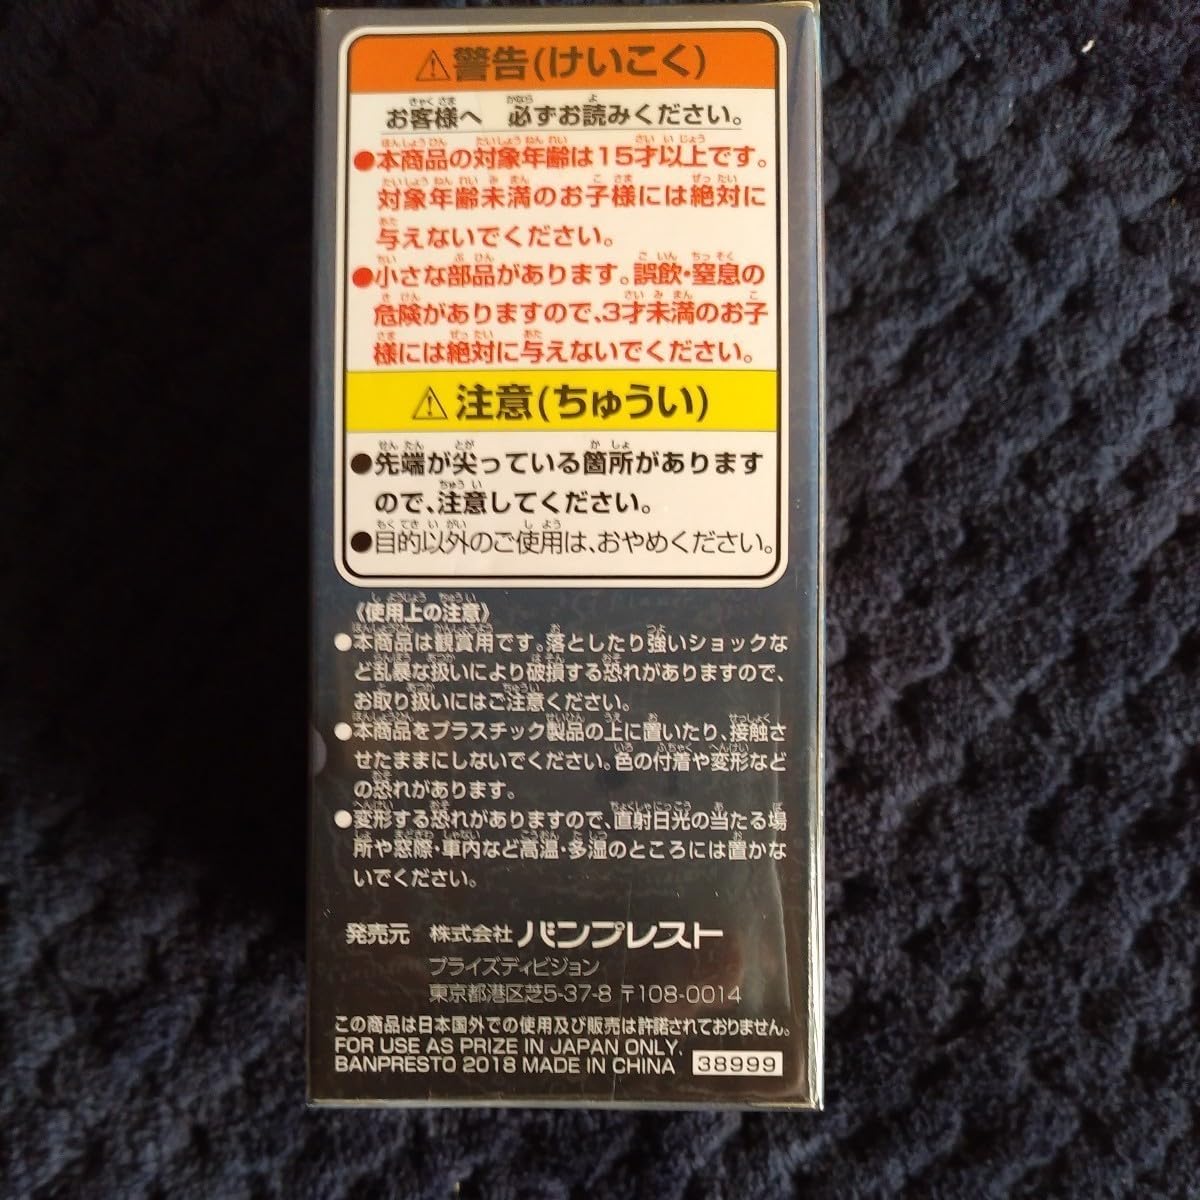 ⚠警告(けいこく)
お客様へ 必ずお読みください。
●本商品の対象年齢は15才以上です。
対象年齢未満のお子様には絶対に
与えないでください。
●小さな部品があります。誤飲・窒息の
危険がありますので、3才未満のお子
様には絶対に与えないでください。
⚠注意(ちゅうい)
●先端が尖っている箇所があります
ので、注意してください。
●目的以外のご使用は、おやめください。
《使用上の注意》
●本商品は観賞用です。落としたり強いショックな
ど乱暴な扱いにより破損する恐れがありますので、
お取り扱いにはご注意ください。
●本商品をプラスチック製品の上に置いたり、接触さ
せたままにしないでください。色の付着や変形など
の恐れがあります。
●変形する恐れがありますので、直射日光の当たる場
所や窓際・車内など高温・多湿のところには置かな
いでください。
発売元 株式会社 バンプレスト
プライズディビジョン
東京都港区芝5-37-8 〒108-0014
この商品は日本国外での使用及び販売は許諾されておりません。
FOR USE AS PRIZE IN JAPAN ONLY.
BANPRESTO 2018 MADE IN CHINA 38999